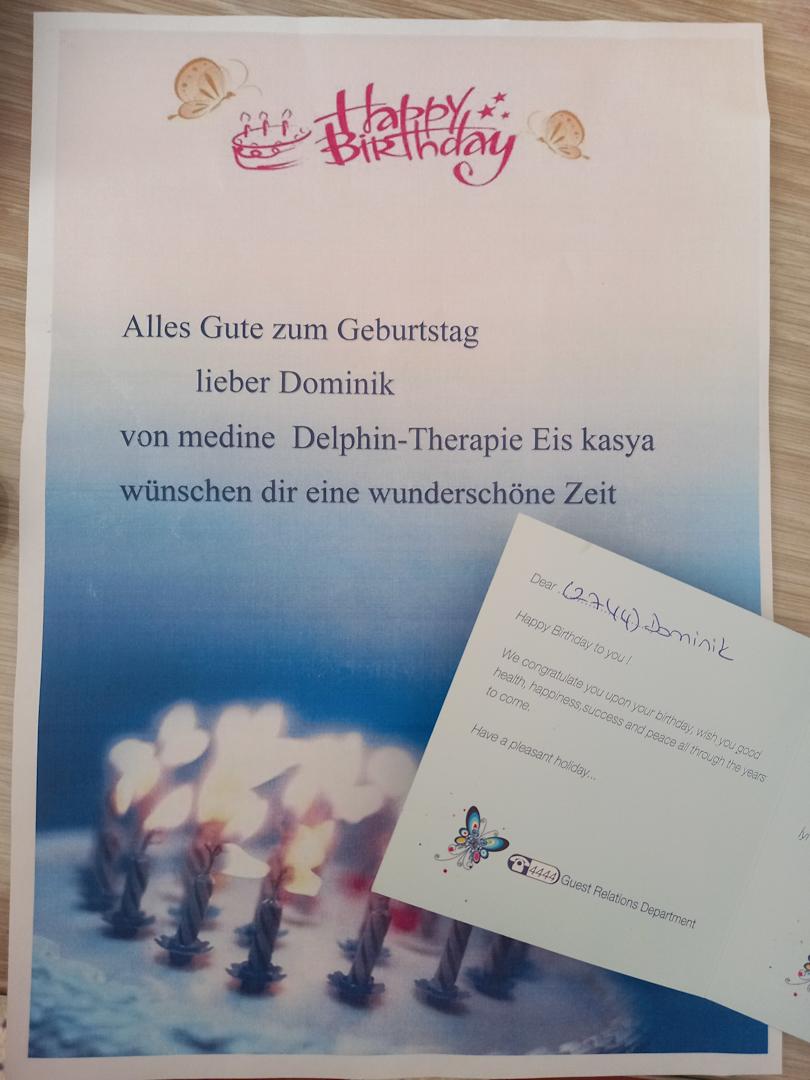 Happy
Birthday
Alles Gute zum Geburtstag
lieber Dominik
von medine Delphin-Therapie Eis kasya
wünschen dir eine wunderschöne Zeit
Dear (2744) Dominik
Happy Birthday to you !
We congratulate you upon your birthday, wish you good
health, happiness,success and peace all through the years
to come.
Have a pleasant holiday...
4444 Guest Relations Department